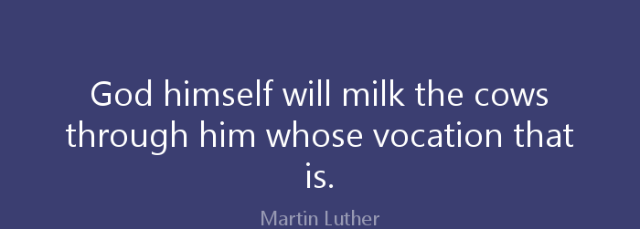 God himself will milk the cows
through him whose vocation that
is.
Martin Luther